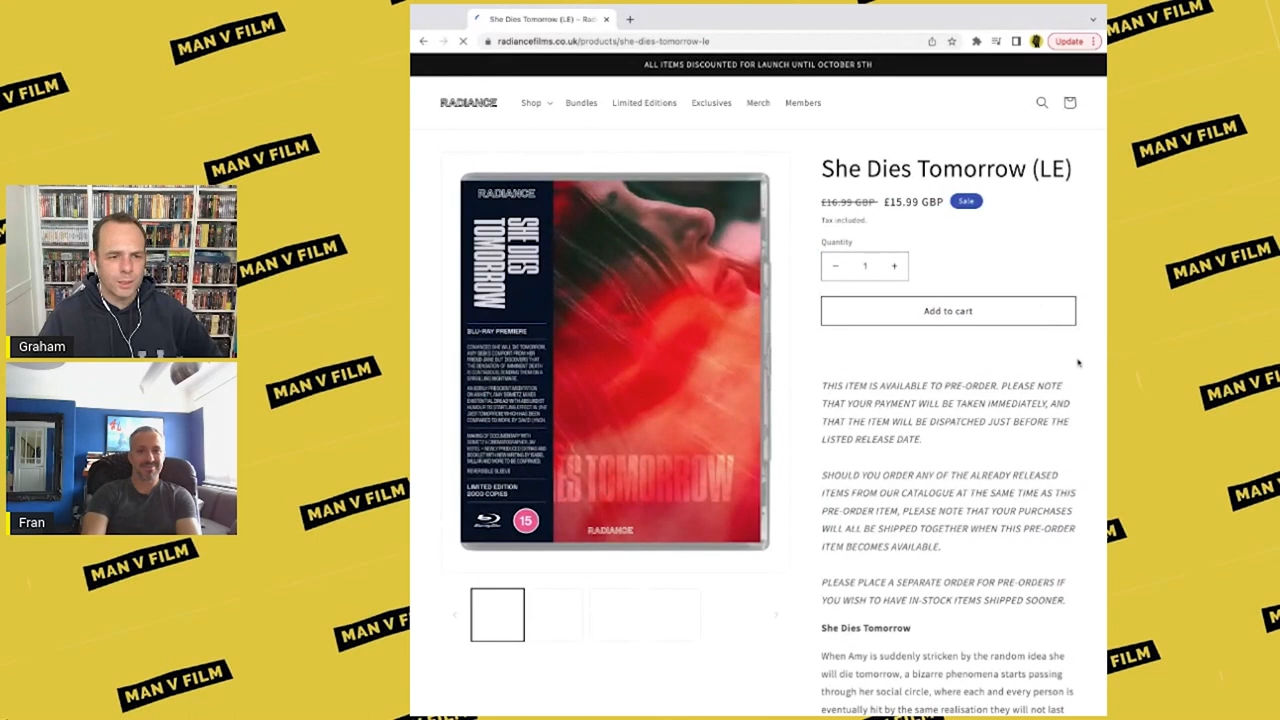 MAN V FILM
V FILM
MAN V FILM
MAN V FILM
MAN V FILM
MAN V FILM
MAN V FILM
MAN V F
MAN V FILM
MAN V FILM
MAN V FILM
MAN V FILM
MAN V FI
MAN V
FILM
Graham
Fran
She Dies Tomorrow (LE) – Rad
radiancefilms.co.uk/products/she-dies-tomorrow-le
Update
ALL ITEMS DISCOUNTED FOR LAUNCH UNTIL OCTOBER 5TH
RADIANCE
Shop
Bundles
Limited Editions
Exclusives
Merch
Members
RADIANCE
SHE DIES
TOMORROW
BLU-RAY PREMIERE
REVERSIBLE SLEEVE
LIMITED EDITION
2000 COPIES
Blu-ray
15
ES TOMORROW
RADIANCE
She Dies Tomorrow (LE)
£16.99 GBP £15.99 GBP Sale
Tax included.
Quantity
− 1 +
Add to cart
THIS ITEM IS AVAILABLE TO PRE-ORDER. PLEASE NOTE
THAT YOUR PAYMENT WILL BE TAKEN IMMEDIATELY, AND
THAT THE ITEM WILL BE DISPATCHED JUST BEFORE THE
LISTED RELEASE DATE.
SHOULD YOU ORDER ANY OF THE ALREADY RELEASED
ITEMS FROM OUR CATALOGUE AT THE SAME TIME AS THIS
PRE-ORDER ITEM, PLEASE NOTE THAT YOUR PURCHASES
WILL ALL BE SHIPPED TOGETHER WHEN THIS PRE-ORDER
ITEM BECOMES AVAILABLE.
PLEASE PLACE A SEPARATE ORDER FOR PRE-ORDERS IF
YOU WISH TO HAVE IN-STOCK ITEMS SHIPPED SOONER.
She Dies Tomorrow
When Amy is suddenly stricken by the random idea she
will die tomorrow, a bizarre phenomena starts passing
through her social circle, where each and every person is
eventually hit by the same realisation they will not last